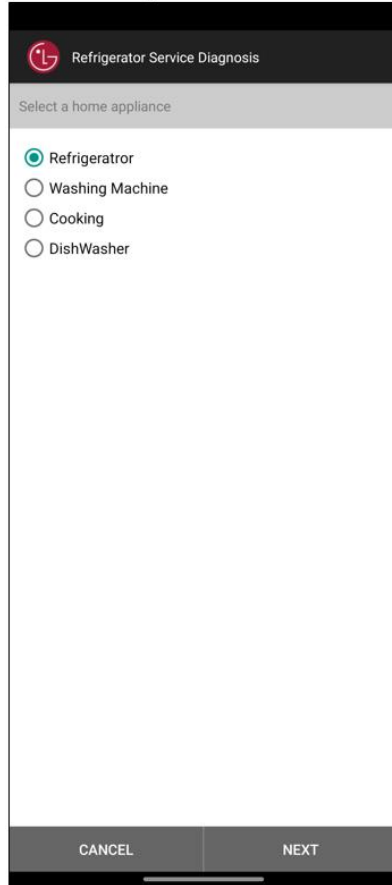 Refrigerator Service Diagnosis
Select a home appliance
Refrigeratror
Washing Machine
Cooking
DishWasher
CANCEL NEXT